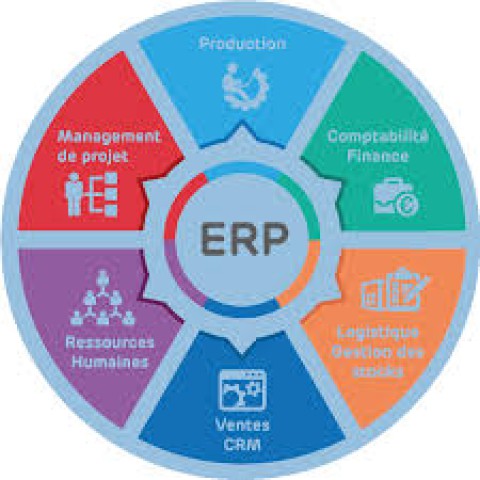 Production
Comptabilité
Finance
Logistique
Gestion des
stocks
Ventes
CRM
Ressources
Humaines
Management
de projet
ERP